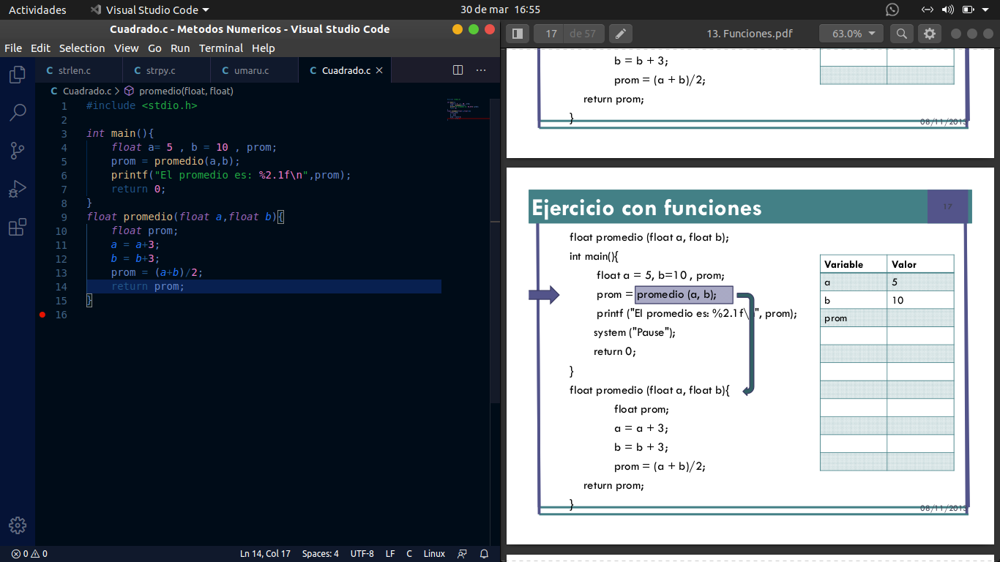 Actividades
Visual Studio Code
30 de mar 16:55
Cuadrado.c - Metodos Numericos - Visual Studio Code
File Edit Selection View Go Run Terminal Help
C strlen.c
C strpy.c
C umaru.c
C Cuadrado.c
C Cuadrado.c > promedio(float, float)
1 #include <stdio.h>
2
3 int main(){
4 float a= 5 , b = 10 , prom;
5 prom = promedio(a,b);
6 printf("El promedio es: %2.1f\n",prom);
7 return 0;
8 }
9 float promedio(float a,float b){
10 float prom;
11 a = a+3;
12 b = b+3;
13 prom = (a+b)/2;
14 return prom;
15 }
16
0 0
Ln 14, Col 17 Spaces: 4 UTF-8 LF C Linux
17 de 57
13. Funciones.pdf
63.0%
b = b + 3;
prom = (a + b)/2;
return prom;
}
Ejercicio con funciones
17
float promedio (float a, float b);
int main(){
float a = 5, b=10 , prom;
prom = promedio (a, b);
printf ("El promedio es: %2.1f\n", prom);
system ("Pause");
return 0;
}
float promedio (float a, float b){
float prom;
a = a + 3;
b = b + 3;
prom = (a + b)/2;
return prom;
}
Variable Valor
a 5
b 10
prom